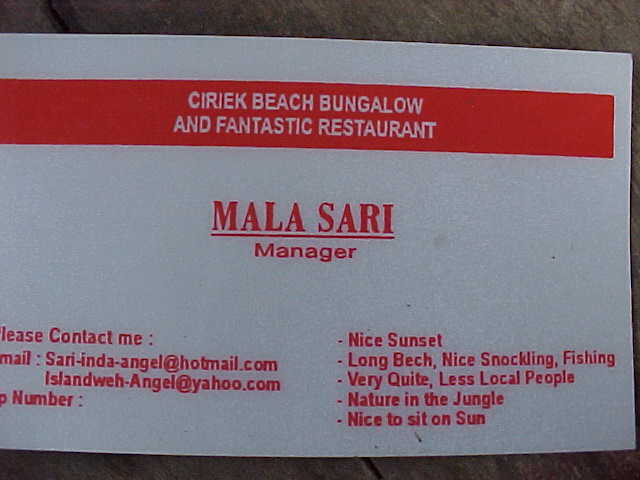 CIRIEK BEACH BUNGALOW
AND FANTASTIC RESTAURANT
MALA SARI
Manager
lease Contact me :
mail : Sari-inda-angel@hotmail.com
Islandweh-Angel@yahoo.com
p Number :
- Nice Sunset
- Long Bech, Nice Snockling, Fishing
- Very Quite, Less Local People
- Nature in the Jungle
- Nice to sit on Sun